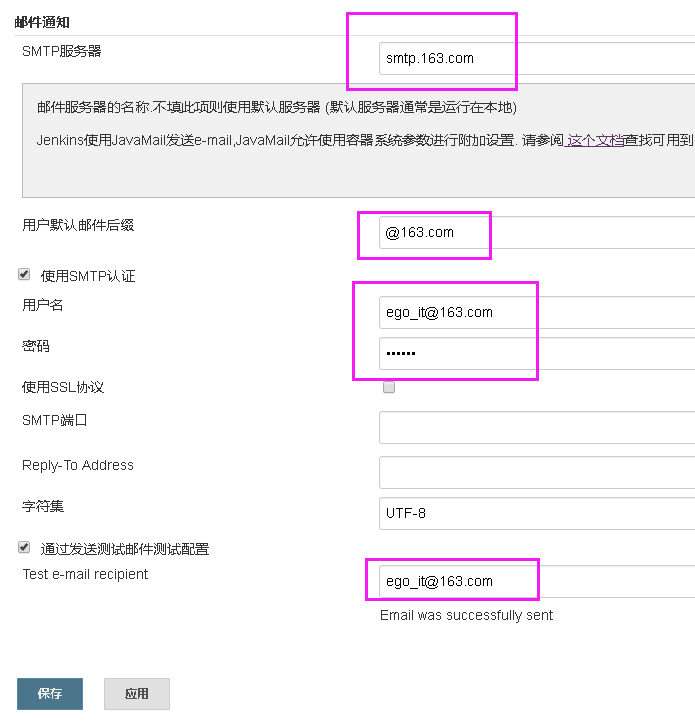 邮件通知
SMTP服务器
smtp.163.com
邮件服务器的名称.不填此项则使用默认服务器 (默认服务器通常是运行在本地)
Jenkins使用JavaMail发送e-mail,JavaMail允许使用容器系统参数进行附加设置. 请参阅 这个文档查找可用到
用户默认邮件后缀
@163.com
使用SMTP认证
用户名
ego_it@163.com
密码
••••••
使用SSL协议
SMTP端口
Reply-To Address
字符集
UTF-8
通过发送测试邮件测试配置
Test e-mail recipient
ego_it@163.com
Email was successfully sent
保存
应用